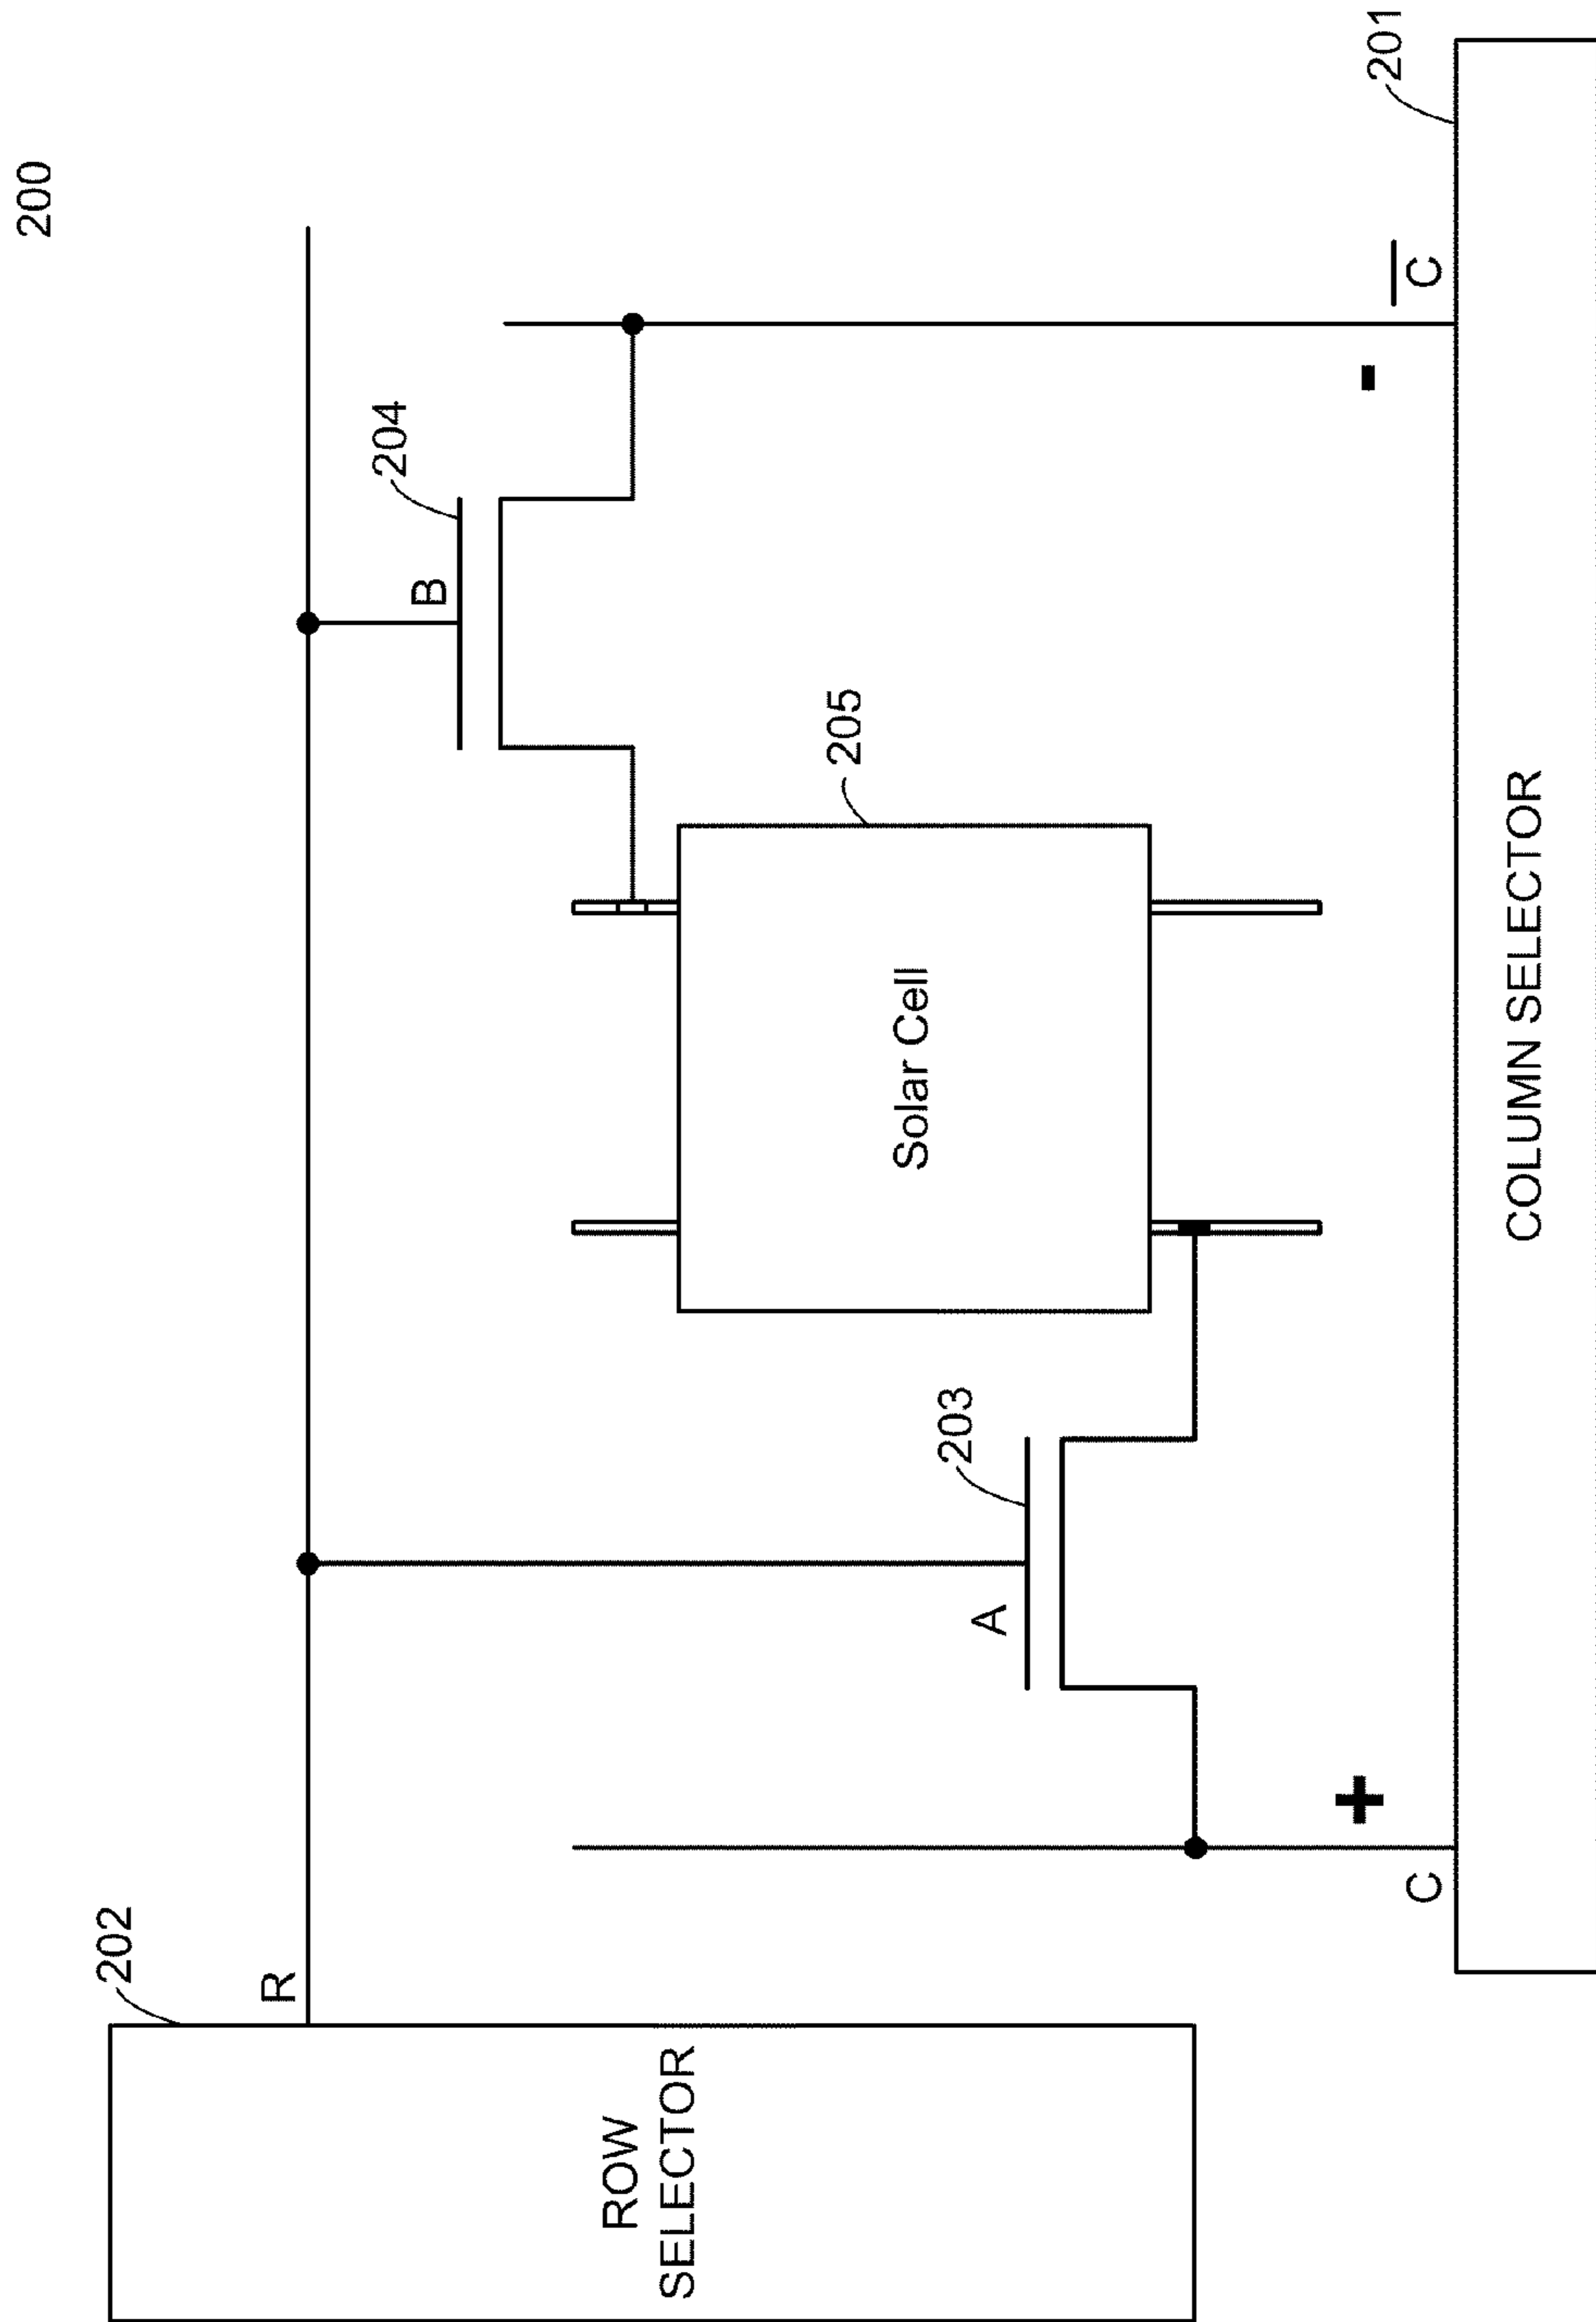 200
202
R
ROW
SELECTOR
204
B
205
Solar Cell
203
A
+
-
C
C̅
201
COLUMN SELECTOR